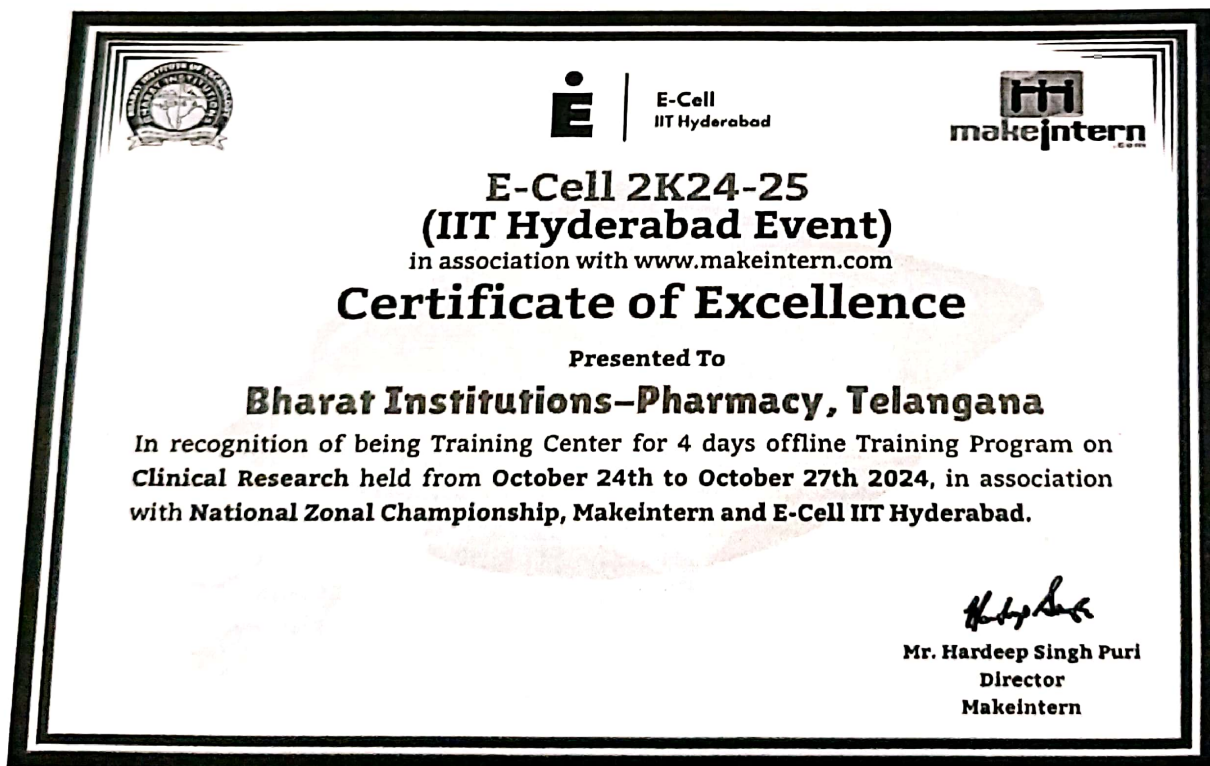 BHARAT INSTITUTIONS
E-Cell
IIT Hyderabad
makeintern
.com
E-Cell 2K24-25
(IIT Hyderabad Event)
in association with www.makeintern.com
Certificate of Excellence
Presented To
Bharat Institutions–Pharmacy, Telangana
In recognition of being Training Center for 4 days offline Training Program on
Clinical Research held from October 24th to October 27th 2024, in association
with National Zonal Championship, Makeintern and E-Cell IIT Hyderabad.
Mr. Hardeep Singh Puri
Director
Makeintern